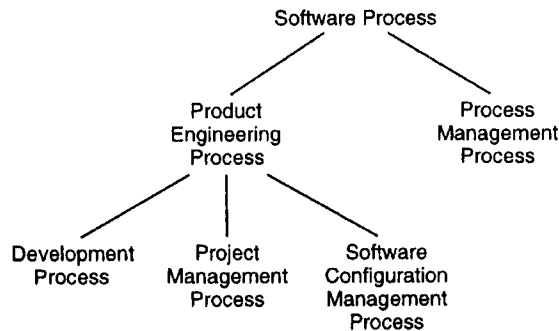 Software Process
Product
Engineering
Process
Process
Management
Process
Development
Process
Project
Management
Process
Software
Configuration
Management
Process